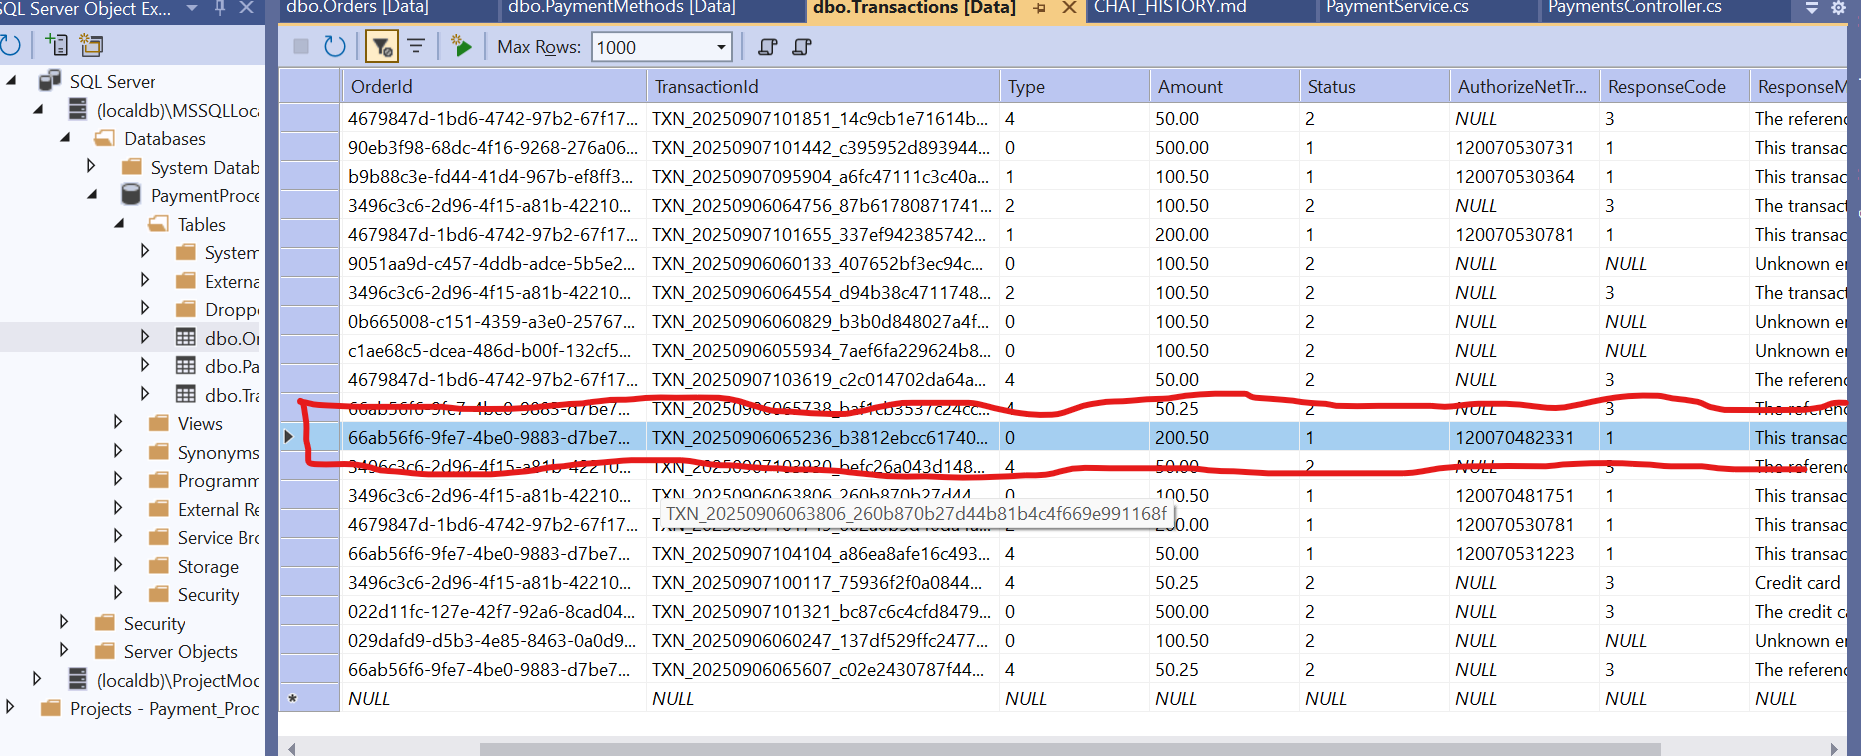 SQL Server Object Ex...
dbo.Orders [Data] dbo.PaymentMethods [Data] dbo.Transactions [Data] CHAT_HISTORY.md PaymentService.cs PaymentsController.cs
Max Rows: 1000
SQL Server
(localdb)\MSSQLLoc
Databases
System Datab
PaymentProce
Tables
System
Externa
Droppe
dbo.Or
dbo.Pa
dbo.Tra
Views
Synonyms
Programm
External Re
Service Bro
Storage
Security
Security
Server Objects
(localdb)\ProjectMod
Projects - Payment_Proc
OrderId TransactionId Type Amount Status AuthorizeNetTr... ResponseCode ResponseM
4679847d-1bd6-4742-97b2-67f17... TXN_20250907101851_14c9cb1e71614b... 4 50.00 2 NULL 3 The referenc
90eb3f98-68dc-4f16-9268-276a06... TXN_20250907101442_c395952d893944... 0 500.00 1 120070530731 1 This transac
b9b88c3e-fd44-41d4-967b-ef8ff3... TXN_20250907095904_a6fc47111c3c40a... 1 100.50 1 120070530364 1 This transac
3496c3c6-2d96-4f15-a81b-42210... TXN_20250906064756_87b61780871741... 2 100.50 2 NULL 3 The transact
4679847d-1bd6-4742-97b2-67f17... TXN_20250907101655_337ef942385742... 1 200.00 1 120070530781 1 This transac
9051aa9d-c457-4ddb-adce-5b5e2... TXN_20250906060133_407652bf3ec94c... 0 100.50 2 NULL NULL Unknown er
3496c3c6-2d96-4f15-a81b-42210... TXN_20250906064554_d94b38c4711748... 2 100.50 2 NULL 3 The transact
0b665008-c151-4359-a3e0-25767... TXN_20250906060829_b3b0d848027a4f... 0 100.50 2 NULL NULL Unknown er
c1ae68c5-dcea-486d-b00f-132cf5... TXN_20250906055934_7aef6fa229624b8... 0 100.50 2 NULL NULL Unknown er
4679847d-1bd6-4742-97b2-67f17... TXN_20250907103619_c2c014702da64a... 4 50.00 2 NULL 3 The referenc
66ab56f6-9fe7-4be0-9883-d7be7... TXN_20250906065738_baf1cb3537c24cc... 4 50.25 2 NULL 3 The referenc
66ab56f6-9fe7-4be0-9883-d7be7... TXN_20250906065236_b3812ebcc61740... 0 200.50 1 120070482331 1 This transac
3496c3c6-2d96-4f15-a81b-42210... TXN_20250907103930_befc26a043d148... 4 50.00 2 NULL 3 The referenc
3496c3c6-2d96-4f15-a81b-42210... TXN_20250906063806_260b870b27d44... 0 100.50 1 120070481751 1 This transac
TXN_20250906063806_260b870b27d44b81b4c4f669e991168f
4679847d-1bd6-4742-97b2-67f17... 200.00 1 120070530781 1 This transac
66ab56f6-9fe7-4be0-9883-d7be7... TXN_20250907104104_a86ea8afe16c493... 4 50.00 1 120070531223 1 This transac
3496c3c6-2d96-4f15-a81b-42210... TXN_20250907100117_75936f2f0a0844... 4 50.25 2 NULL 3 Credit card
022d11fc-127e-42f7-92a6-8cad04... TXN_20250907101321_bc87c6c4cfd8479... 0 500.00 2 NULL 3 The credit ca
029dafd9-d5b3-4e85-8463-0a0d9... TXN_20250906060247_137df529ffc2477... 0 100.50 2 NULL NULL Unknown er
66ab56f6-9fe7-4be0-9883-d7be7... TXN_20250906065607_c02e2430787f44... 4 50.25 2 NULL 3 The referenc
NULL NULL NULL NULL NULL NULL NULL NULL